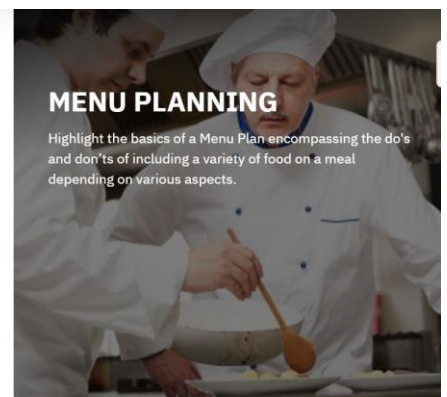 MENU PLANNING
Highlight the basics of a Menu Plan encompassing the do's
and don'ts of including a variety of food on a meal
depending on various aspects.